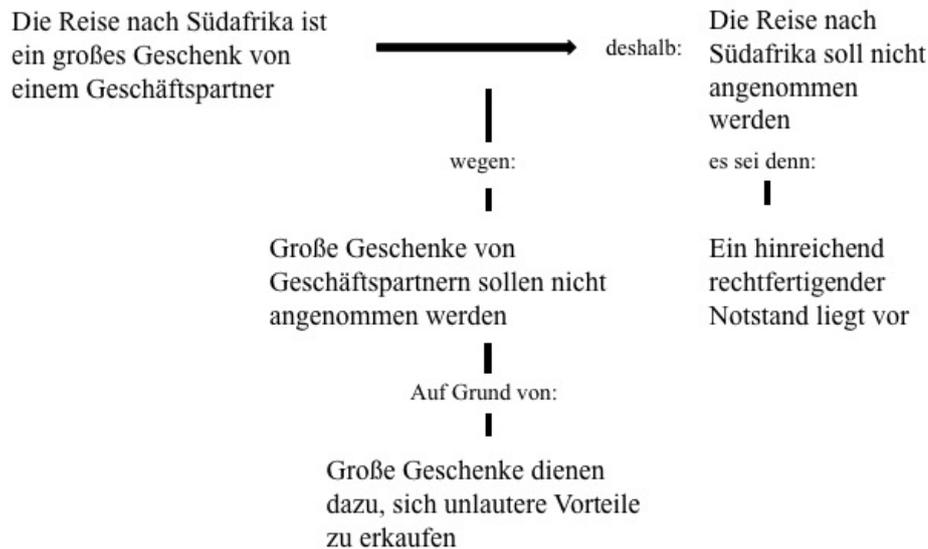 Die Reise nach Südafrika ist
ein großes Geschenk von
einem Geschäftspartner
deshalb:
Die Reise nach
Südafrika soll nicht
angenommen
werden
wegen:
es sei denn:
Große Geschenke von
Geschäftspartnern sollen nicht
angenommen werden
Ein hinreichend
rechtfertigender
Notstand liegt vor
Auf Grund von:
Große Geschenke dienen
dazu, sich unlautere Vorteile
zu erkaufen